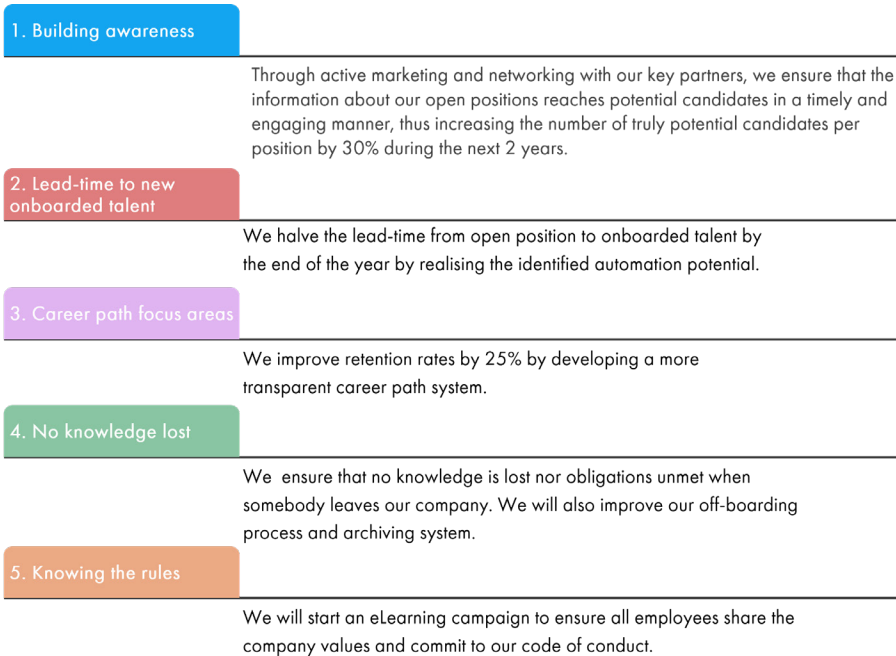 1. Building awareness
Through active marketing and networking with our key partners, we ensure that the
information about our open positions reaches potential candidates in a timely and
engaging manner, thus increasing the number of truly potential candidates per
position by 30% during the next 2 years.
2. Lead-time to new
onboarded talent
We halve the lead-time from open position to onboarded talent by
the end of the year by realising the identified automation potential.
3. Career path focus areas
We improve retention rates by 25% by developing a more
transparent career path system.
4. No knowledge lost
We  ensure that no knowledge is lost nor obligations unmet when
somebody leaves our company. We will also improve our off-boarding
process and archiving system.
5. Knowing the rules
We will start an eLearning campaign to ensure all employees share the
company values and commit to our code of conduct.